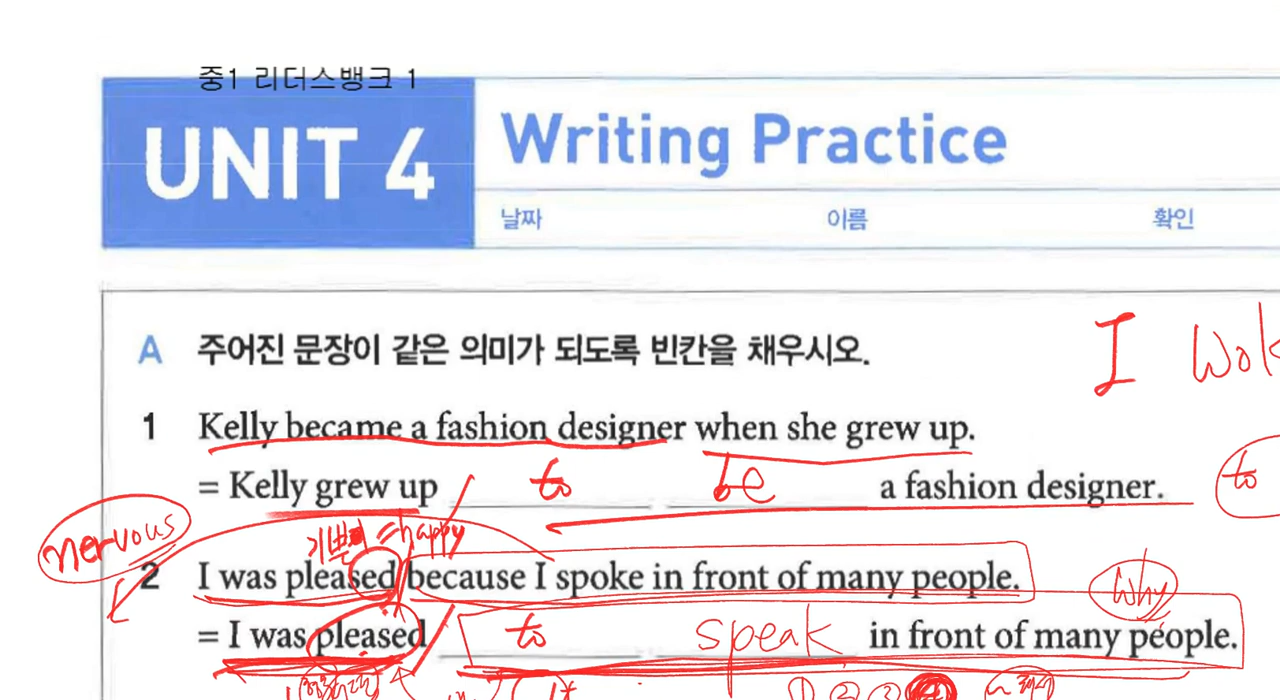 중1 리더스뱅크 1
UNIT 4
Writing Practice
날짜 이름 확인
A 주어진 문장이 같은 의미가 되도록 빈칸을 채우시오.
I
1 Kelly became a fashion designer when she grew up.
= Kelly grew up to be a fashion designer.
to
nervous
= happy
2 I was pleased because I spoke in front of many people.
Why
= I was pleased to speak in front of many people.